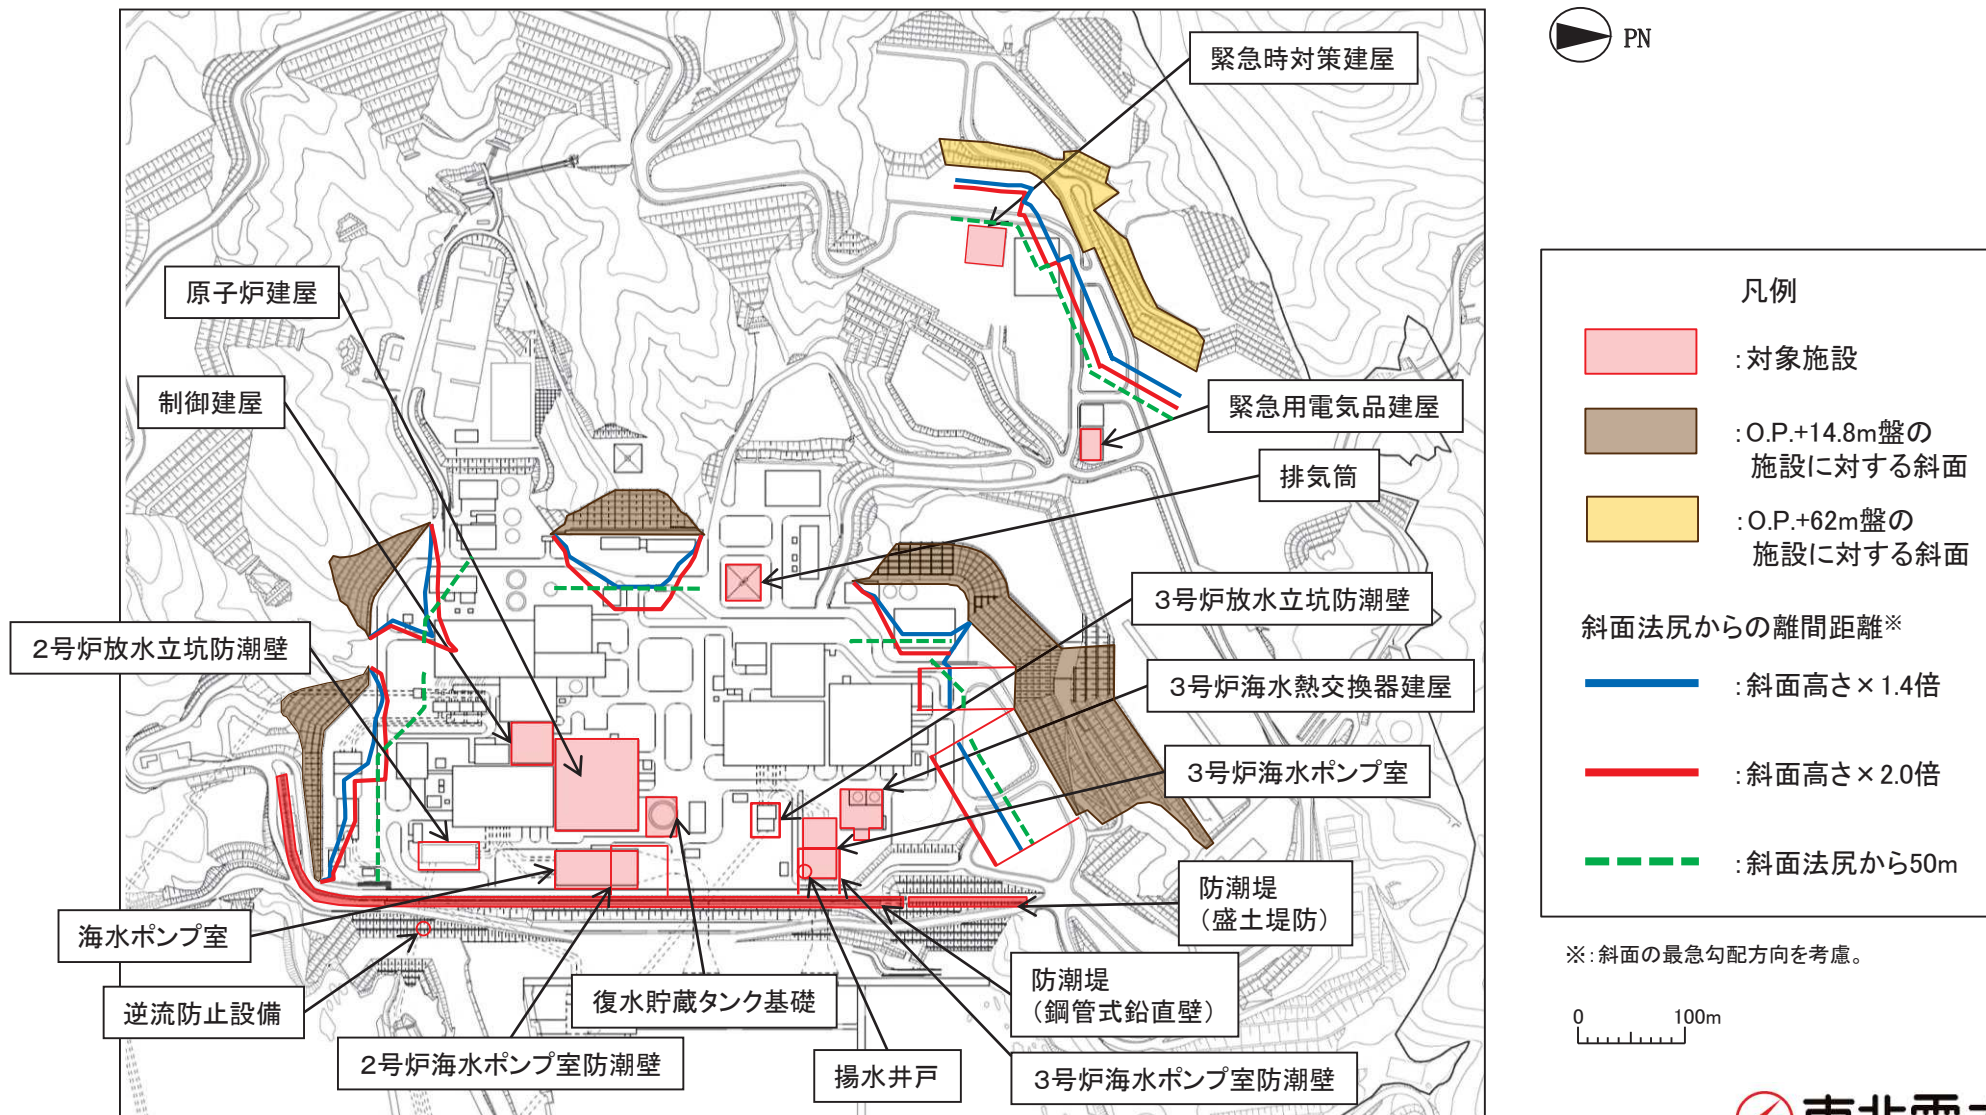 PN
緊急時対策建屋
原子炉建屋
制御建屋
緊急用電気品建屋
排気筒
3号炉放水立坑防潮壁
2号炉放水立坑防潮壁
3号炉海水熱交換器建屋
3号炉海水ポンプ室
防潮堤
（盛土堤防）
海水ポンプ室
防潮堤
（鋼管式鉛直壁）
復水貯蔵タンク基礎
逆流防止設備
2号炉海水ポンプ室防潮壁
揚水井戸
3号炉海水ポンプ室防潮壁
凡例
：対象施設
：O.P.+14.8m盤の
施設に対する斜面
：O.P.+62m盤の
施設に対する斜面
斜面法尻からの離間距離※
：斜面高さ×1.4倍
：斜面高さ×2.0倍
：斜面法尻から50m
※：斜面の最急勾配方向を考慮。
0 100m